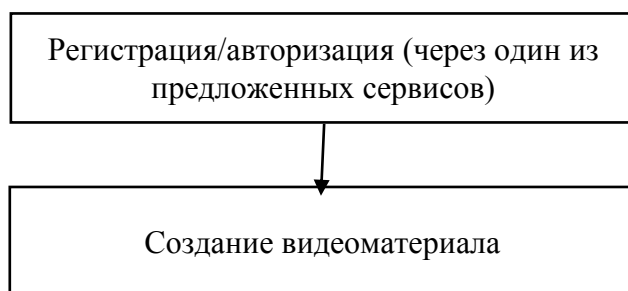 Регистрация/авторизация (через один из
предложенных сервисов)
Создание видеоматериала